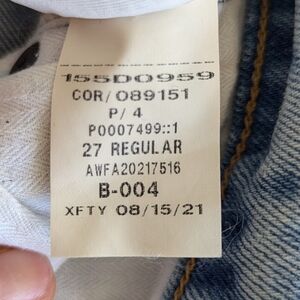 155D0959
COR/ 089151
P/ 4
P0007499::1
27 REGULAR
AWFA20217516
B-004
XFTY 08/15/21